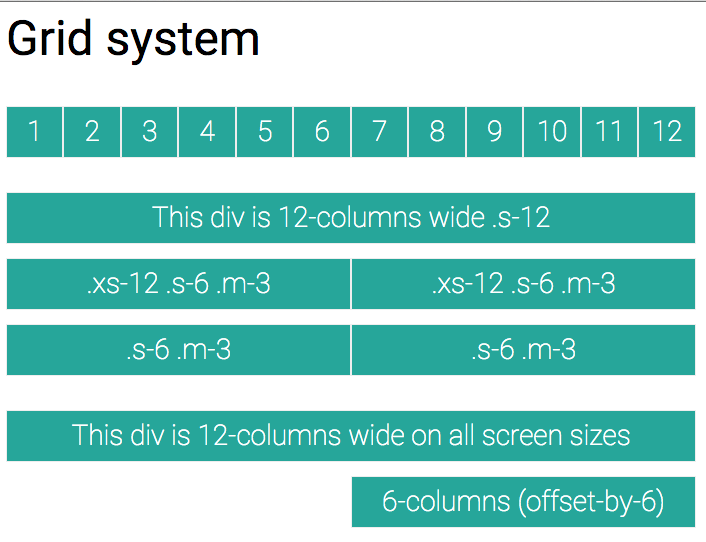 Grid system
1 2 3 4 5 6 7 8 9 10 11 12
This div is 12-columns wide .s-12
.xs-12 .s-6 .m-3 .xs-12 .s-6 .m-3
.s-6 .m-3 .s-6 .m-3
This div is 12-columns wide on all screen sizes
6-columns (offset-by-6)